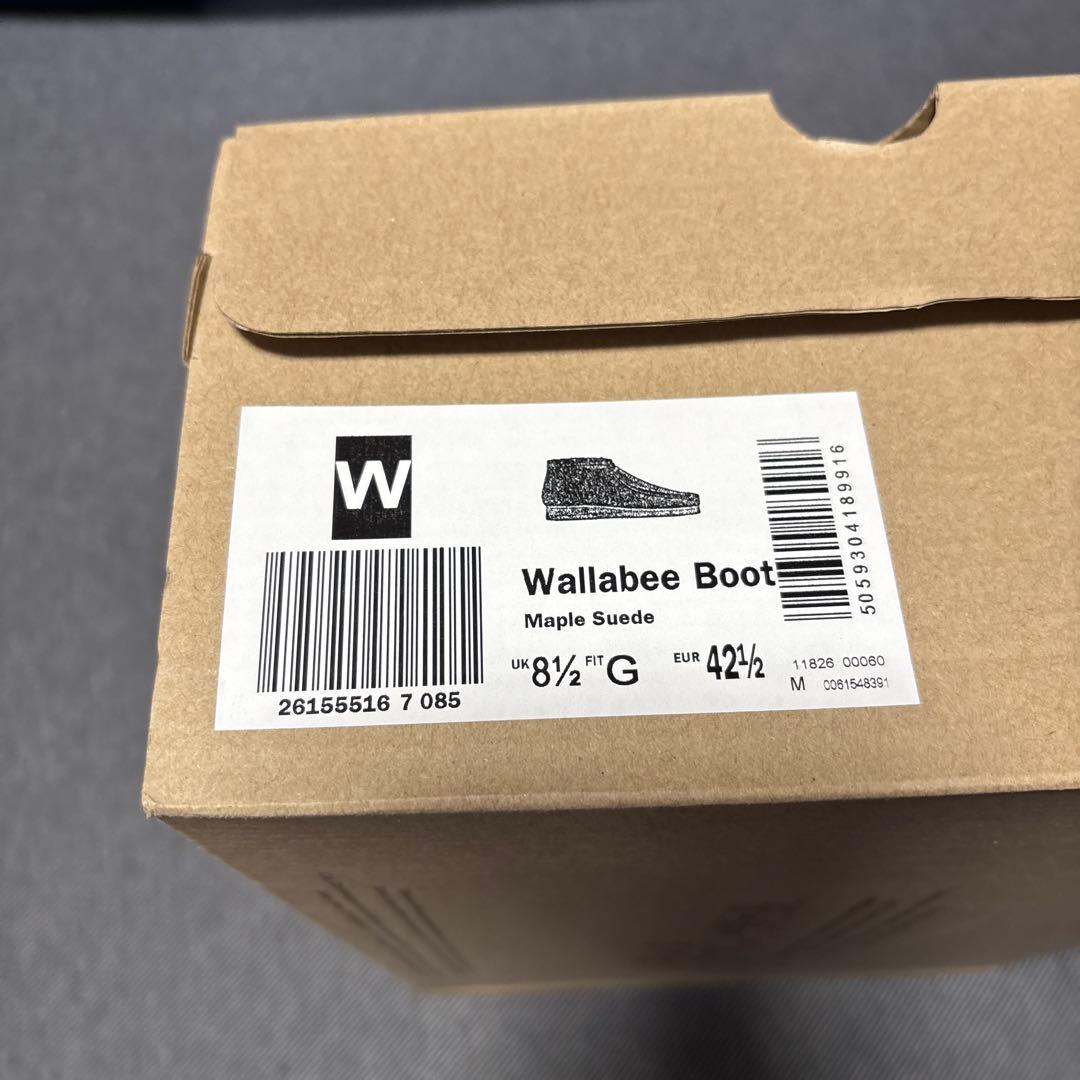 W
26155516 7 085
Wallabee Boot
Maple Suede
UK 8½ FIT G EUR 42½
5059304189916
11826 00060
M 0061548391